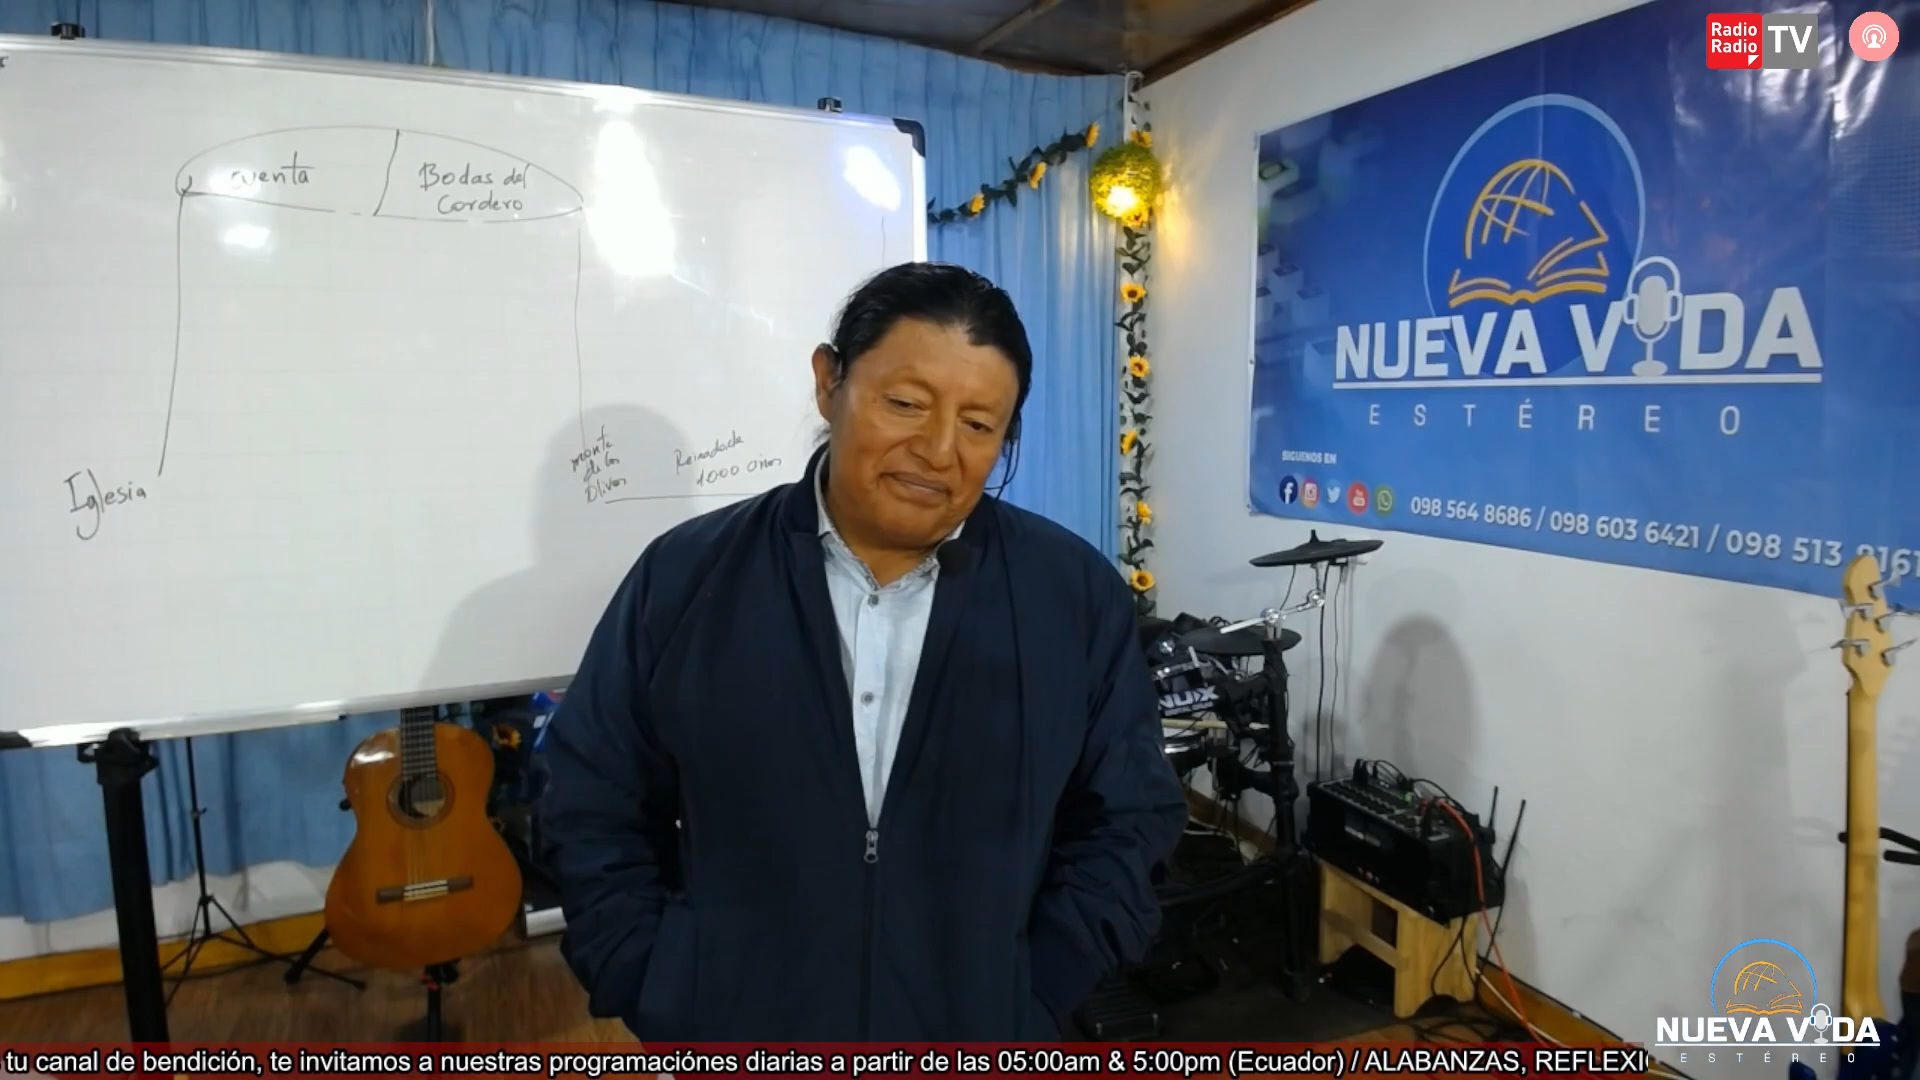 Radio
Radio
TV
Bodas del
Cordero
Iglesia
monte
de los
Olivos
Reinado de
1000 años
NUEVA VIDA
ESTÉREO
SIGUENOS EN
098 564 8686 / 098 603 6421 / 098 513
NUX
DIGITAL DRUM
NUEVA VIDA
ESTÉREO
tu canal de bendición, te invitamos a nuestras programaciónes diarias a partir de las 05:00am & 5:00pm (Ecuador) / ALABANZAS, REFLEXI